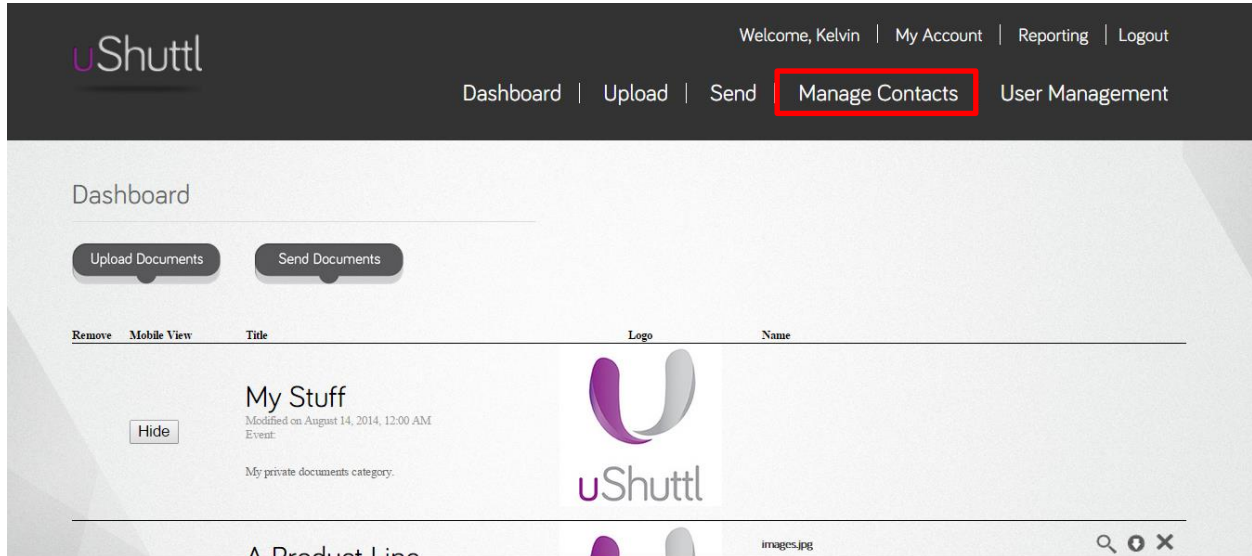 uShuttl
Welcome, Kelvin | My Account | Reporting | Logout
Dashboard | Upload | Send | Manage Contacts User Management
Dashboard
Upload Documents Send Documents
Remove Mobile View Title Logo Name
My Stuff
Modified on August 14, 2014, 12:00 AM
Hide
Event:
My private documents category.
uShuttl
A Product Line
images.jpg